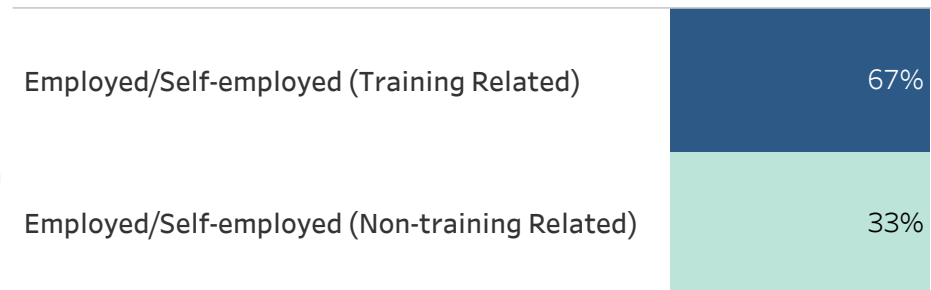 Employed/Self-employed (Training Related) 67%
Employed/Self-employed (Non-training Related) 33%